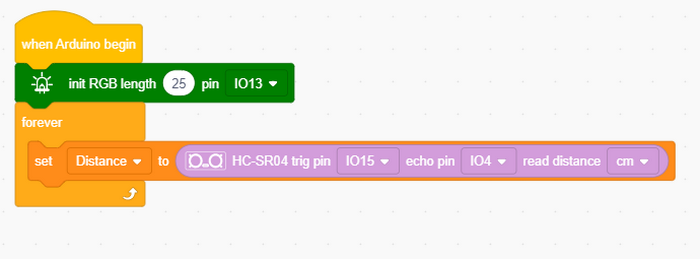 when Arduino begin
init RGB length 25 pin IO13
forever
set Distance to HC-SR04 trig pin IO15 echo pin IO4 read distance cm